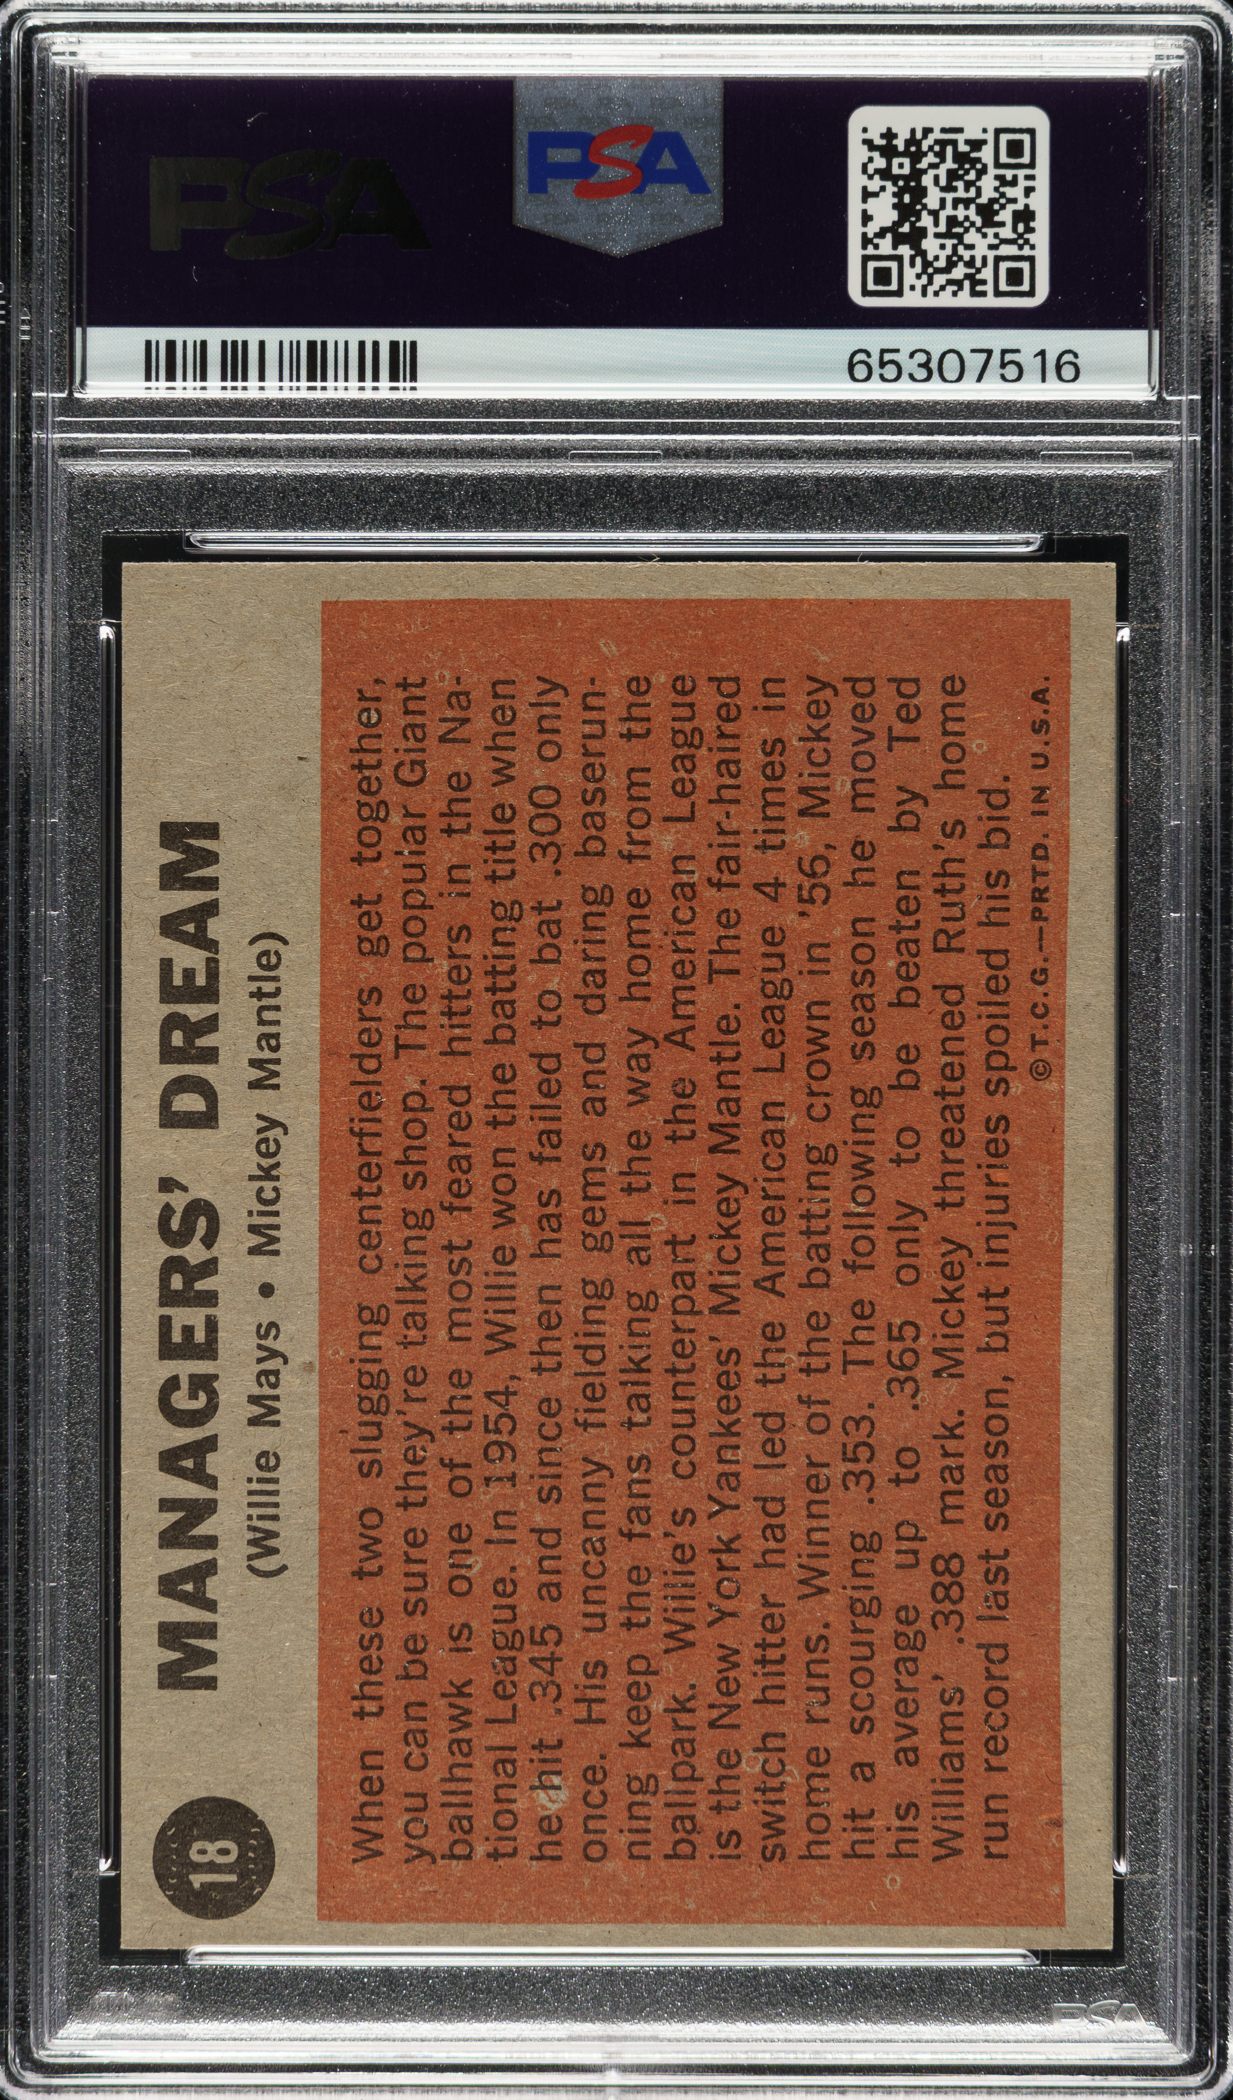 PSA
PSA
65307516
18
MANAGERS' DREAM
(Willie Mays • Mickey Mantle)
When these two slugging centerfielders get together,
you can be sure they're talking shop. The popular Giant
ballhawk is one of the most feared hitters in the Na-
tional League. In 1954, Willie won the batting title when
he hit .345 and since then has failed to bat .300 only
once. His uncanny fielding gems and daring baserun-
ning keep the fans talking all the way home from the
ballpark. Willie's counterpart in the American League
is the New York Yankees' Mickey Mantle. The fair-haired
switch hitter had led the American League 4 times in
home runs. Winner of the batting crown in '56, Mickey
hit a scourging .353. The following season he moved
his average up to .365 only to be beaten by Ted
Williams' .388 mark. Mickey threatened Ruth's home
run record last season, but injuries spoiled his bid.
©T.C.G.—PRTD. IN U.S.A.
PSA